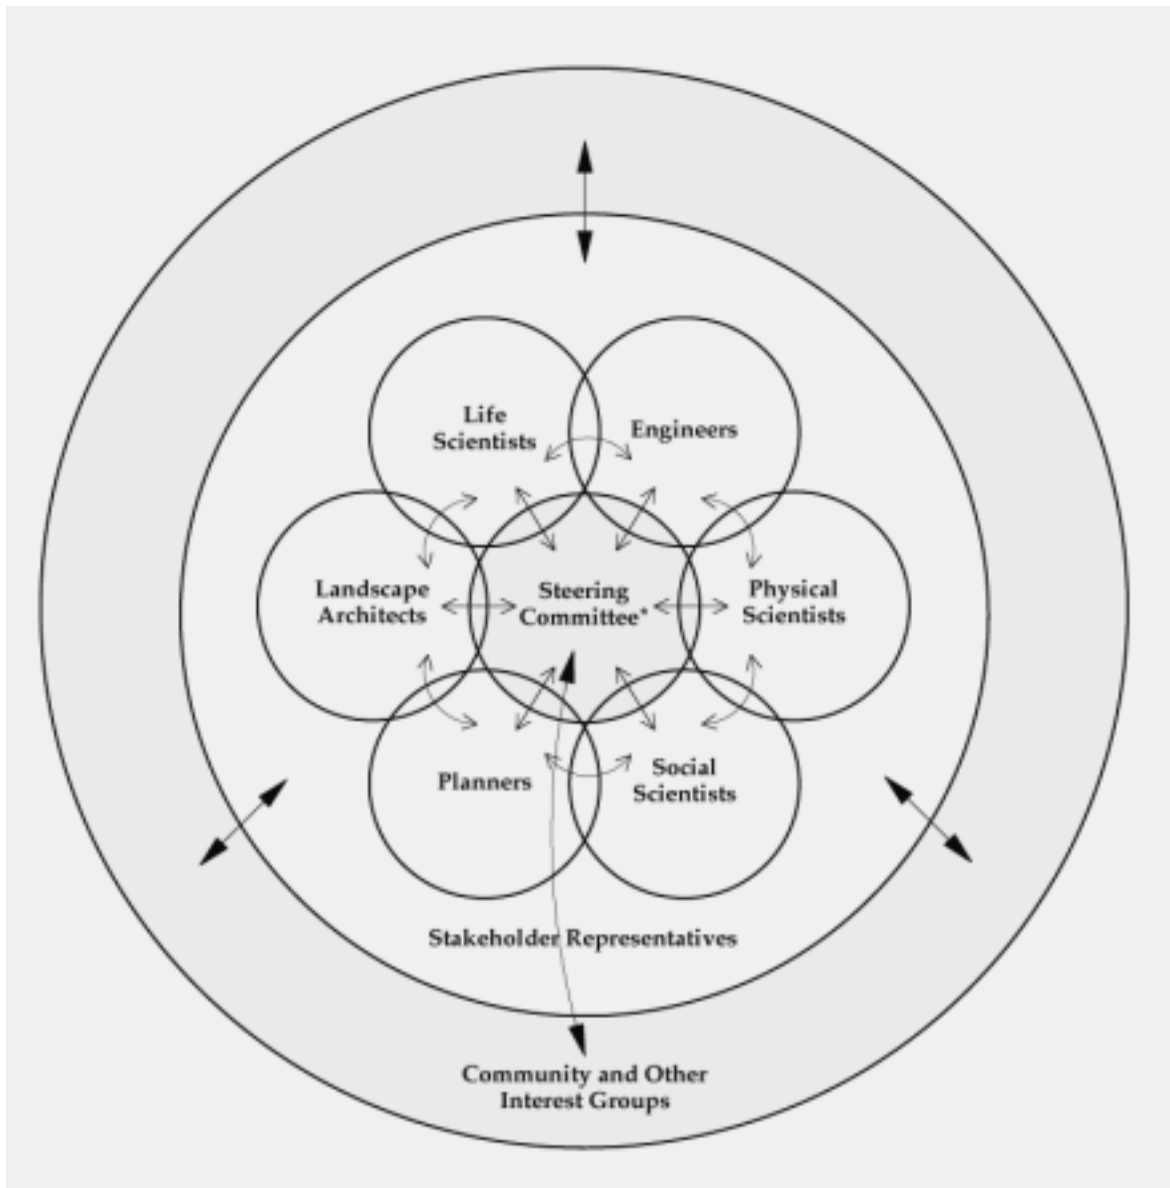 Life
Scientists
Engineers
Landscape
Architects
Steering
Committee*
Physical
Scientists
Planners
Social
Scientists
Stakeholder Representatives
Community and Other
Interest Groups